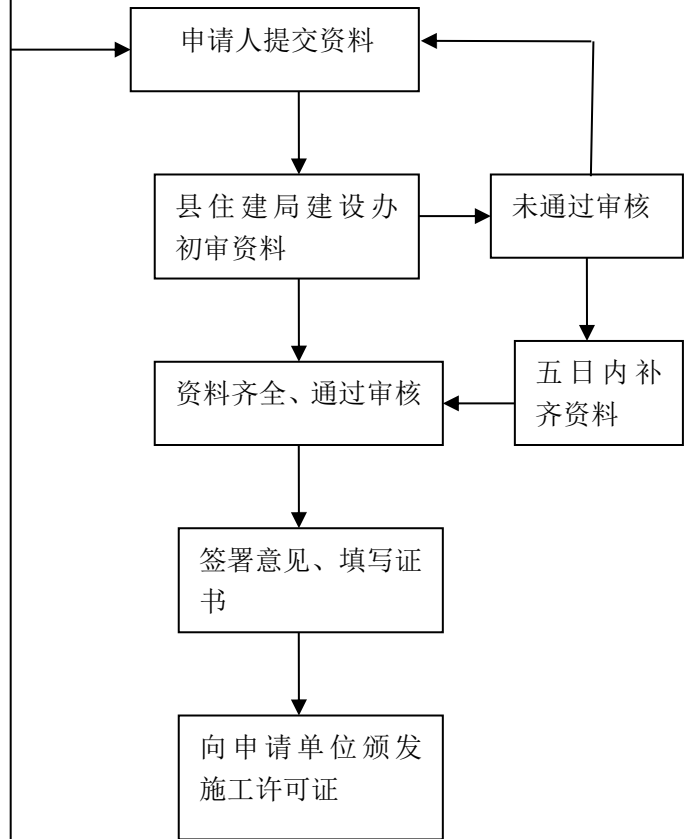 申请人提交资料
县住建局建设办
初审资料
未通过审核
五日内补
齐资料
资料齐全、通过审核
签署意见、填写证
书
向申请单位颁发
施工许可证